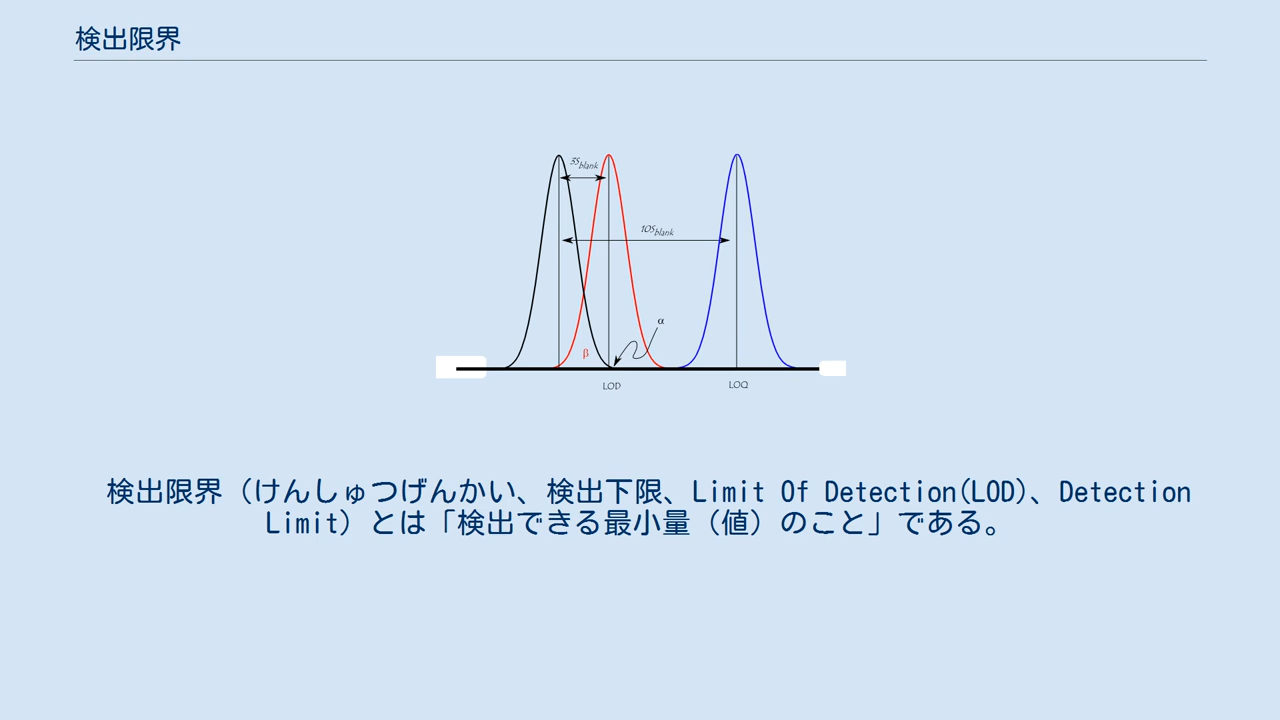 検出限界
3Sblank
10Sblank
α
β
LOD
LOQ
検出限界（けんしゅつげんかい、検出下限、Limit Of Detection(LOD)、Detection
Limit）とは「検出できる最小量（値）のこと」である。